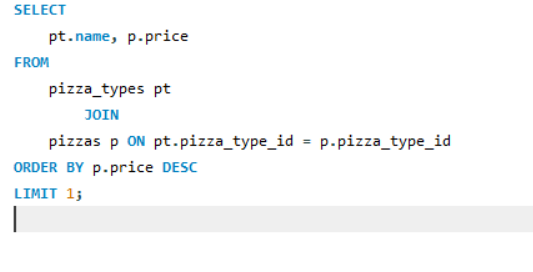 SELECT
    pt.name, p.price
FROM
    pizza_types pt
        JOIN
    pizzas p ON pt.pizza_type_id = p.pizza_type_id
ORDER BY p.price DESC
LIMIT 1;